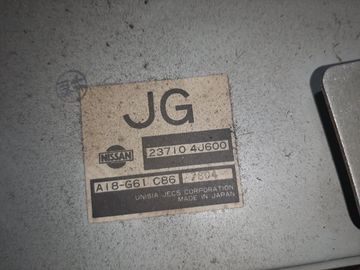 JG
NISSAN 23710 4J600
A18-G61 C86 7804
UNISIA JECS CORPORATION
MADE IN JAPAN